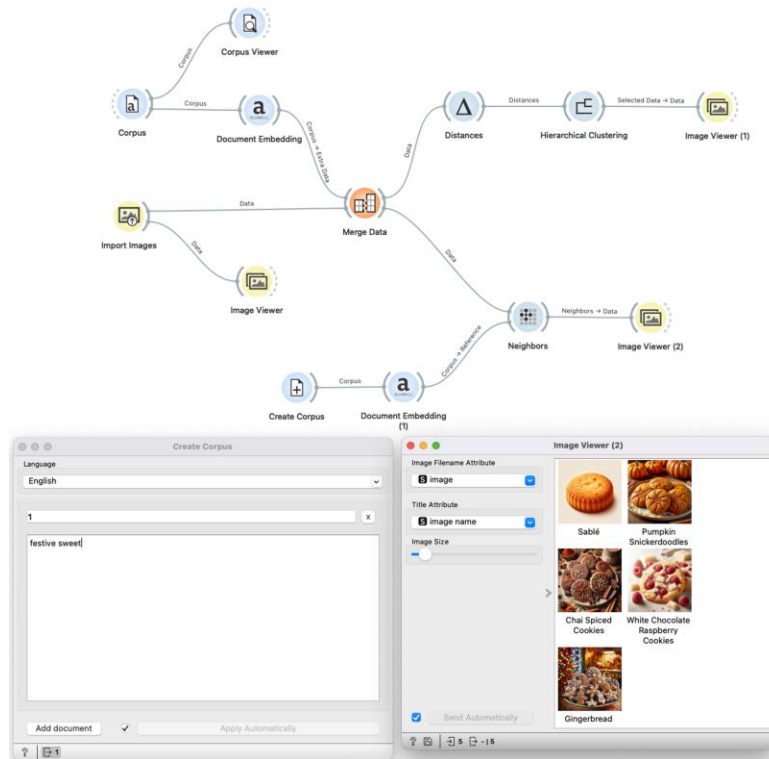 Corpus Viewer
Corpus
Corpus
Corpus
Document Embedding
Corpus → Extra Data
Distances
Distances
Hierarchical Clustering
Selected Data → Data
Image Viewer (1)
Data
Import Images
Data
Merge Data
Data
Image Viewer
Data
Neighbors
Neighbors → Data
Image Viewer (2)
Corpus → Reference
Create Corpus
Corpus
Document Embedding
(1)
Create Corpus
Language
English
1
x
festive sweet
Add document
Apply Automatically
? 1
Image Viewer (2)
Image Filename Attribute
S image
Title Attribute
S image name
Image Size
Sablé
Pumpkin
Snickerdoodles
Chai Spiced
Cookies
White Chocolate
Raspberry
Cookies
Gingerbread
Send Automatically
? 5 - | 5